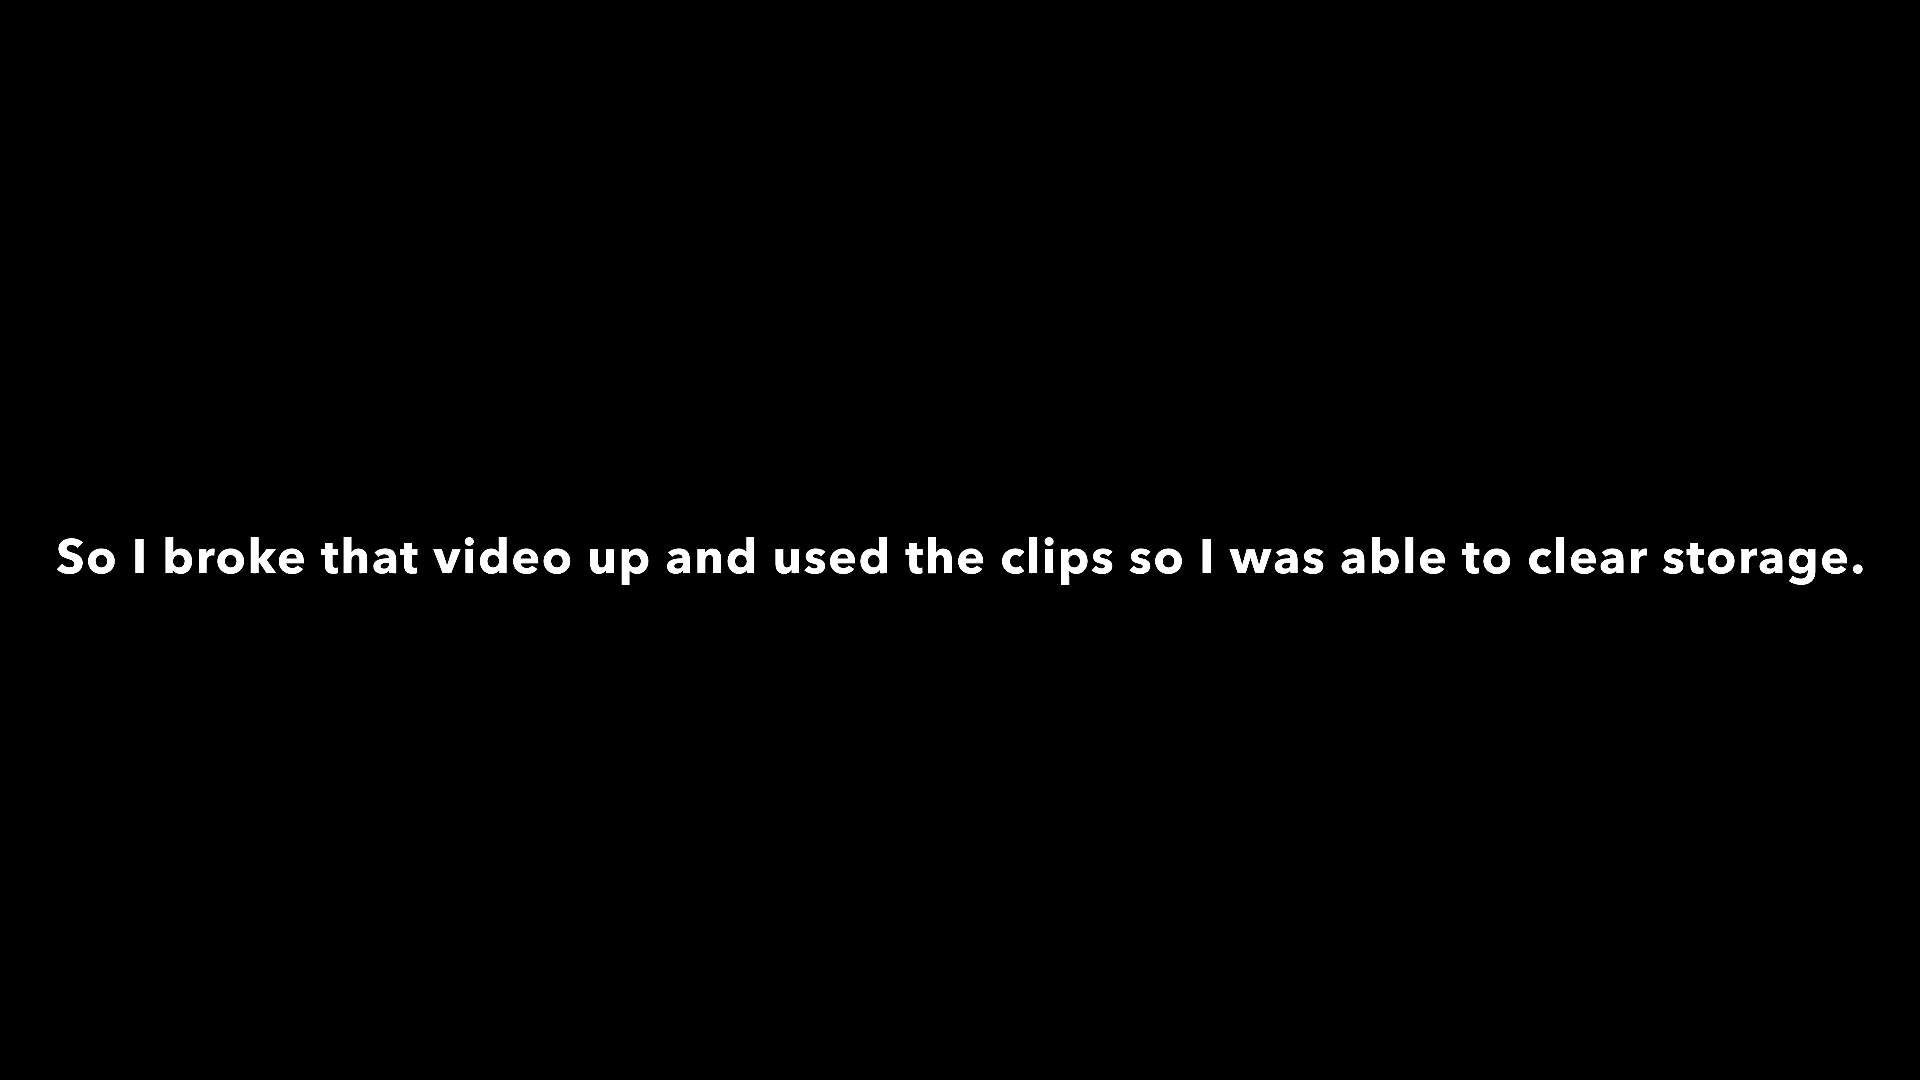 So I broke that video up and used the clips so I was able to clear storage.